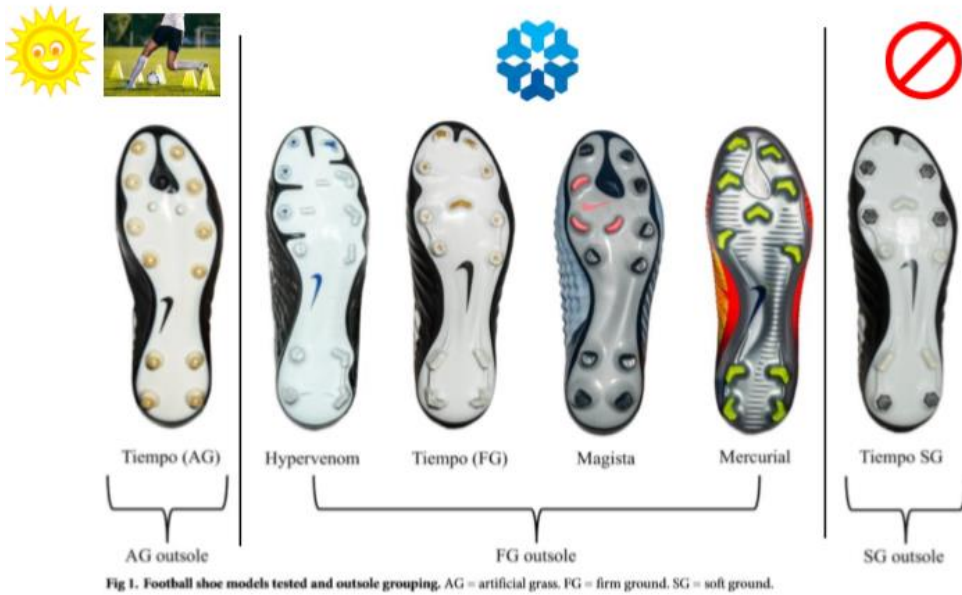 Tiempo (AG)
Hypervenom
Tiempo (FG)
Magista
Mercurial
Tiempo SG
AG outsole
FG outsole
SG outsole
Fig 1. Football shoe models tested and outsole grouping. AG = artificial grass. FG = firm ground. SG = soft ground.